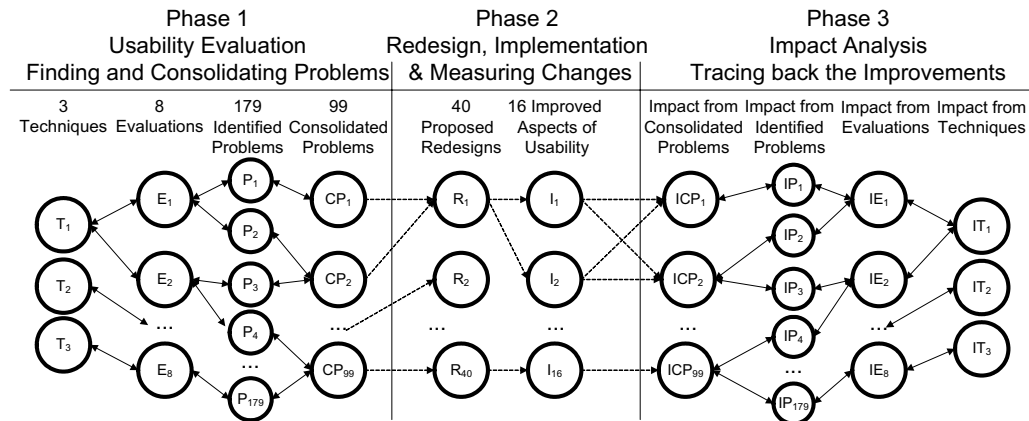 Phase 1
Usability Evaluation
Finding and Consolidating Problems
Phase 2
Redesign, Implementation
& Measuring Changes
Phase 3
Impact Analysis
Tracing back the Improvements
3
Techniques
8
Evaluations
179
Identified
Problems
99
Consolidated
Problems
40
Proposed
Redesigns
16 Improved
Aspects of
Usability
Impact from
Consolidated
Problems
Impact from
Identified
Problems
Impact from
Evaluations
Impact from
Techniques
T1
T2
T3
E1
E2
...
E8
P1
P2
P3
P4
...
P179
CP1
CP2
...
CP99
R1
R2
...
R40
I1
I2
...
I16
ICP1
ICP2
...
ICP99
IP1
IP2
IP3
IP4
...
IP179
IE1
IE2
...
IE8
IT1
IT2
IT3